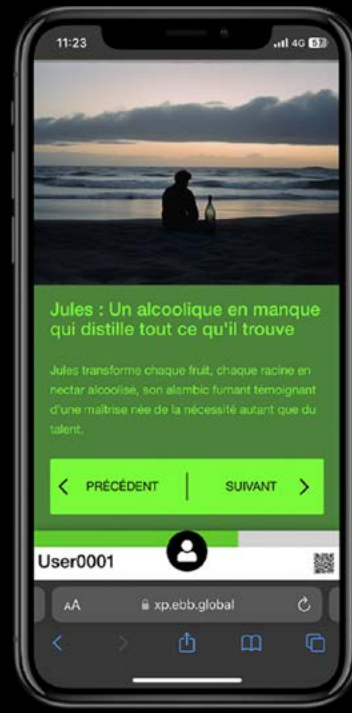 11:23
4G 57
Jules : Un alcoolique en manque
qui distille tout ce qu'il trouve
Jules transforme chaque fruit, chaque racine en
nectar alcoolisé, son alambic fumant témoignant
d'une maîtrise née de la nécessité autant que du
talent.
PRÉCÉDENT SUIVANT
User0001
AA xp.ebb.global